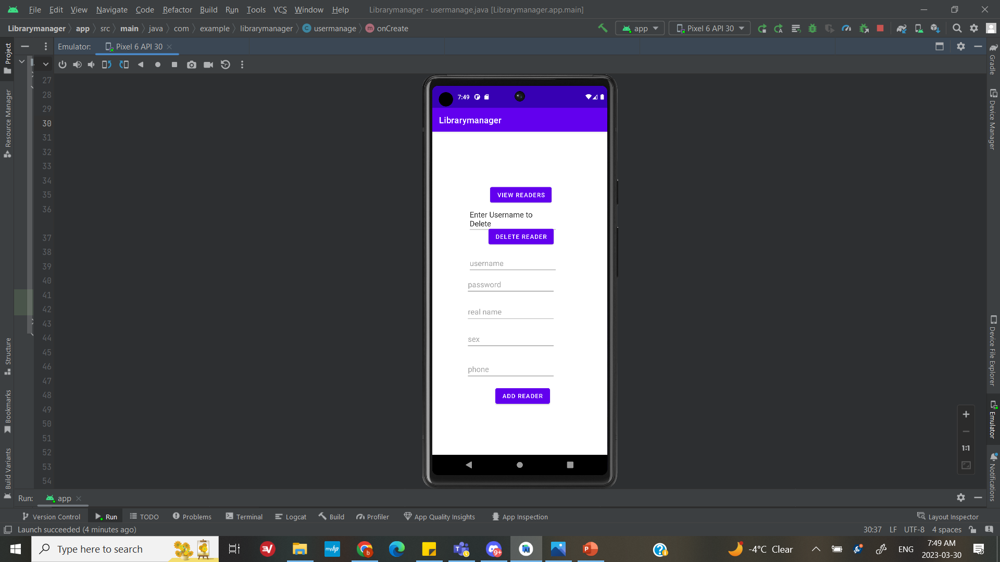 File Edit View Navigate Code Refactor Build Run Tools VCS Window Help Librarymanager - usermanage.java [Librarymanager.app.main]
Librarymanager app src main java com example librarymanager C usermanage m onCreate app Pixel 6 API 30
Emulator: Pixel 6 API 30
Project
Resource Manager
Structure
Bookmarks
Build Variants
27
28
29
30
31
32
33
34
35
36
37
38
39
40
41
42
43
44
45
46
47
48
49
50
51
52
53
54
7:49
Librarymanager
VIEW READERS
Enter Username to
Delete
DELETE READER
username
password
real name
sex
phone
ADD READER
Gradle
Device Manager
Device File Explorer
Emulator
Notifications
1:1
Run: app
Version Control Run TODO Problems Terminal Logcat Build Profiler App Quality Insights App Inspection Layout Inspector
Launch succeeded (4 minutes ago) 30:37 LF UTF-8 4 spaces
Type here to search myhp b 9+ -4°C Clear ENG 7:49 AM
2023-03-30